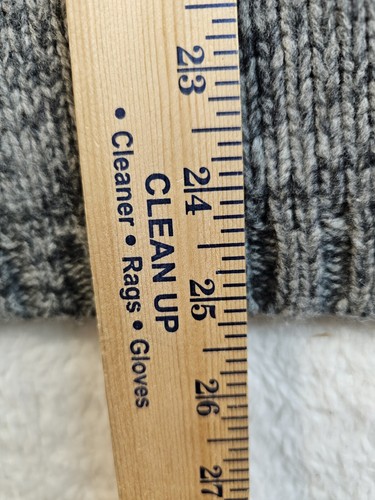 23
24
25
26
27
CLEAN UP
• Cleaner • Rags • Gloves